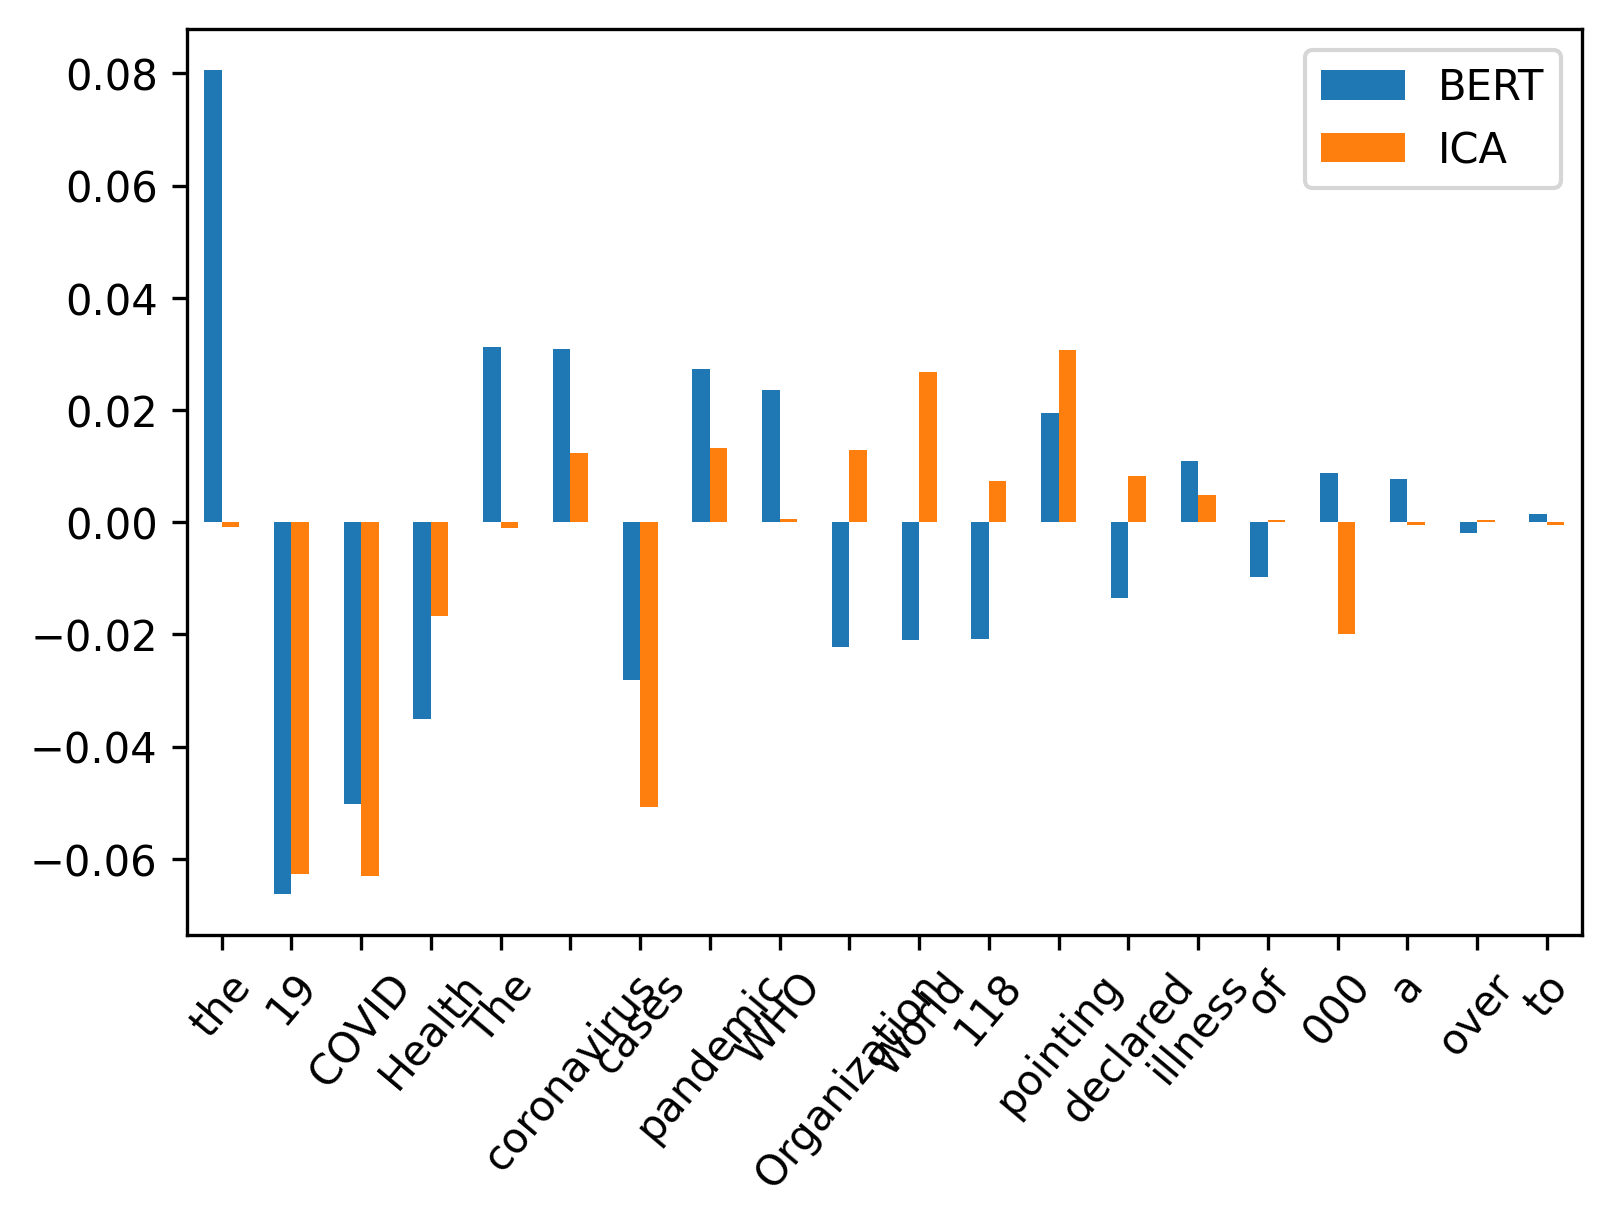 BERT
ICA
0.08
0.06
0.04
0.02
0.00
−0.02
−0.04
−0.06
the
19
COVID
Health
The
coronavirus
cases
pandemic
WHO
Organization
World
118
pointing
declared
illness
of
000
a
over
to